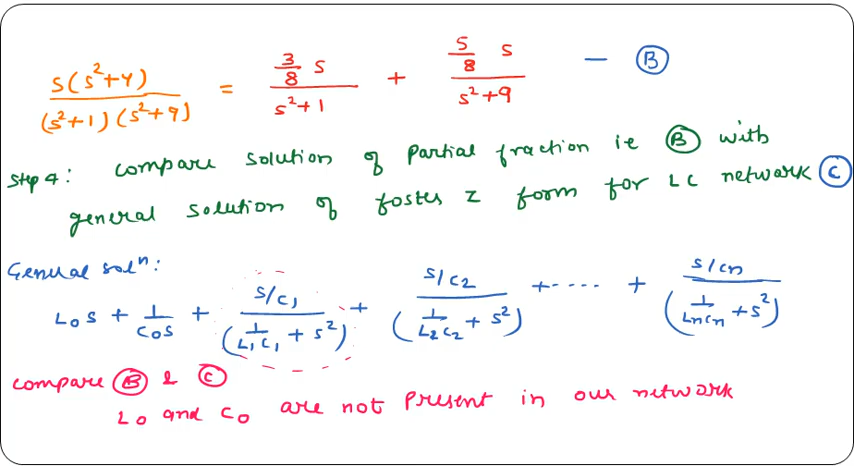 s(s²+4) / (s²+1)(s²+9) = (3/8 s) / (s²+1) + (5/8 s) / (s²+9) — Ⓑ
Step 4: compare solution of partial fraction ie Ⓑ with
general solution of foster z form for LC network Ⓒ
General solⁿ:
L₀s + 1/C₀s + (s/C₁) / (1/L₁C₁ + s²) + (s/C₂) / (1/L₂C₂ + s²) + ..... + (s/Cn) / (1/LnCn + s²)
compare Ⓑ & Ⓒ
L₀ and C₀ are not present in our network